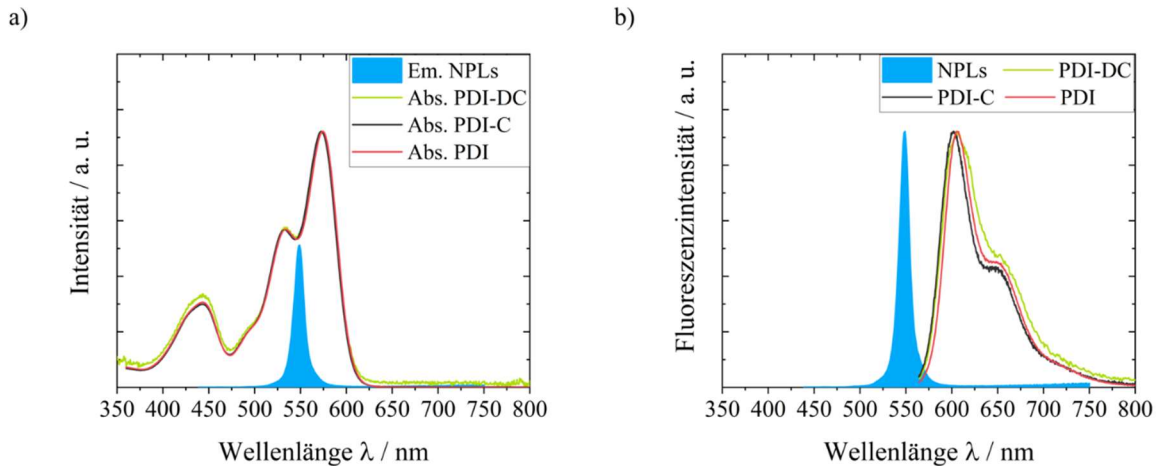 a)
b)
Em. NPLs
Abs. PDI-DC
Abs. PDI-C
Abs. PDI
Intensität / a. u.
350 400 450 500 550 600 650 700 750 800
Wellenlänge λ / nm
NPLs PDI-DC
PDI-C PDI
Fluoreszenzintensität / a. u.
350 400 450 500 550 600 650 700 750 800
Wellenlänge λ / nm